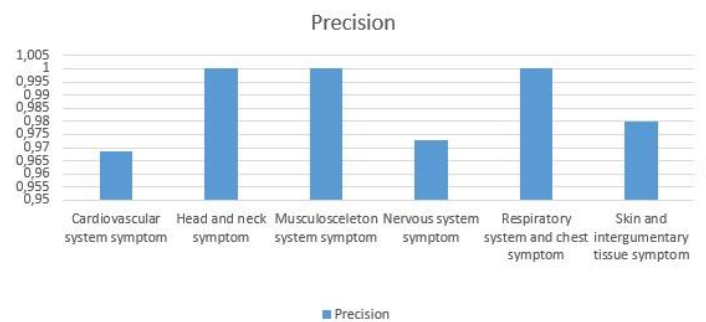 Precision
1,005
1
0,995
0,99
0,985
0,98
0,975
0,97
0,965
0,96
0,955
0,95
Cardiovascular system symptom
Head and neck symptom
Musculosceleton system symptom
Nervous system symptom
Respiratory system and chest symptom
Skin and intergumentary tissue symptom
Precision